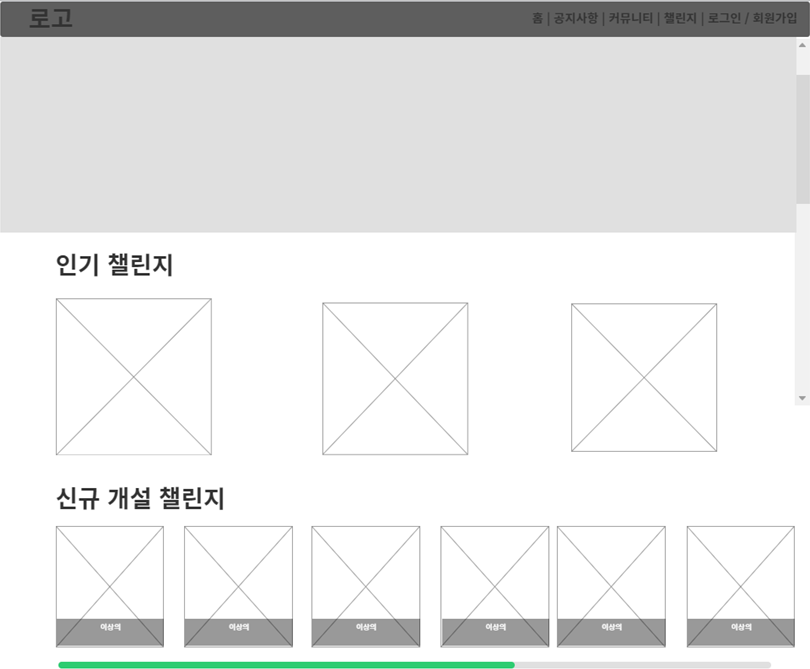 로고
홈 | 공지사항 | 커뮤니티 | 챌린지 | 로그인 / 회원가입
인기 챌린지
신규 개설 챌린지
이상의 이상의 이상의 이상의 이상의 이상의